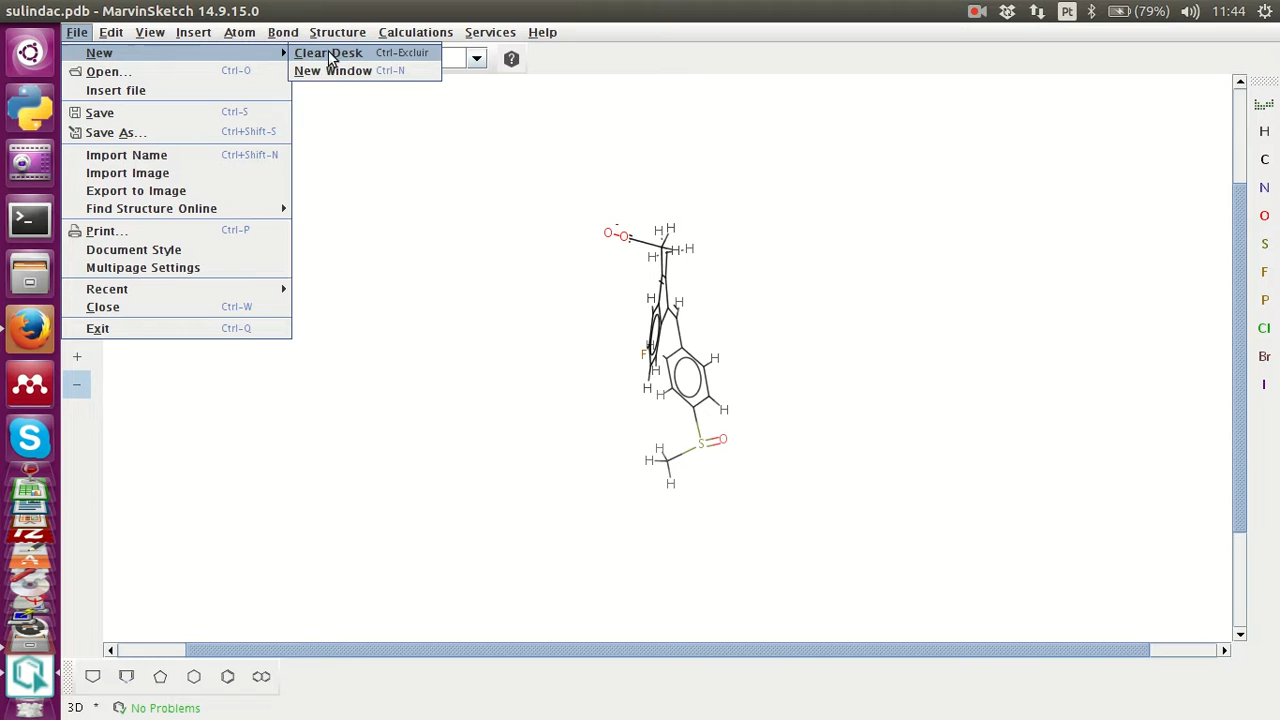 sulindac.pdb - MarvinSketch 14.9.15.0
Pt
(79%)
11:44
File Edit View Insert Atom Bond Structure Calculations Services Help
New
Clear Desk Ctrl-Excluir
Open... Ctrl-O
New Window Ctrl-N
Insert file
Save Ctrl-S
Save As... Ctrl+Shift-S
Import Name Ctrl+Shift-N
Import Image
Export to Image
Find Structure Online
Print... Ctrl-P
Document Style
Multipage Settings
Recent
Close Ctrl-W
Exit Ctrl-Q
H
C
N
O
S
F
P
Cl
Br
I
H H
O O
H H
H
H H
H
F
H H
H H
H
S O
H
H
H
3D No Problems